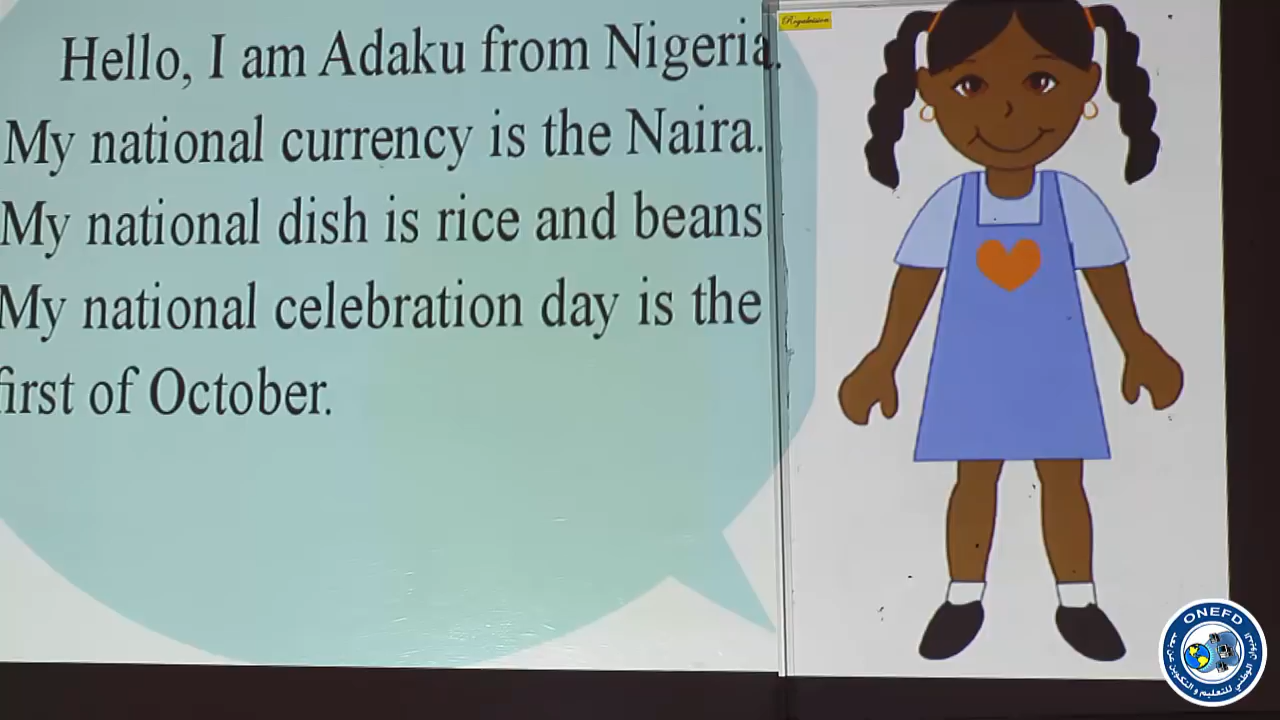 Hello, I am Adaku from Nigeria.
My national currency is the Naira.
My national dish is rice and beans
My national celebration day is the
first of October.
ONEFD